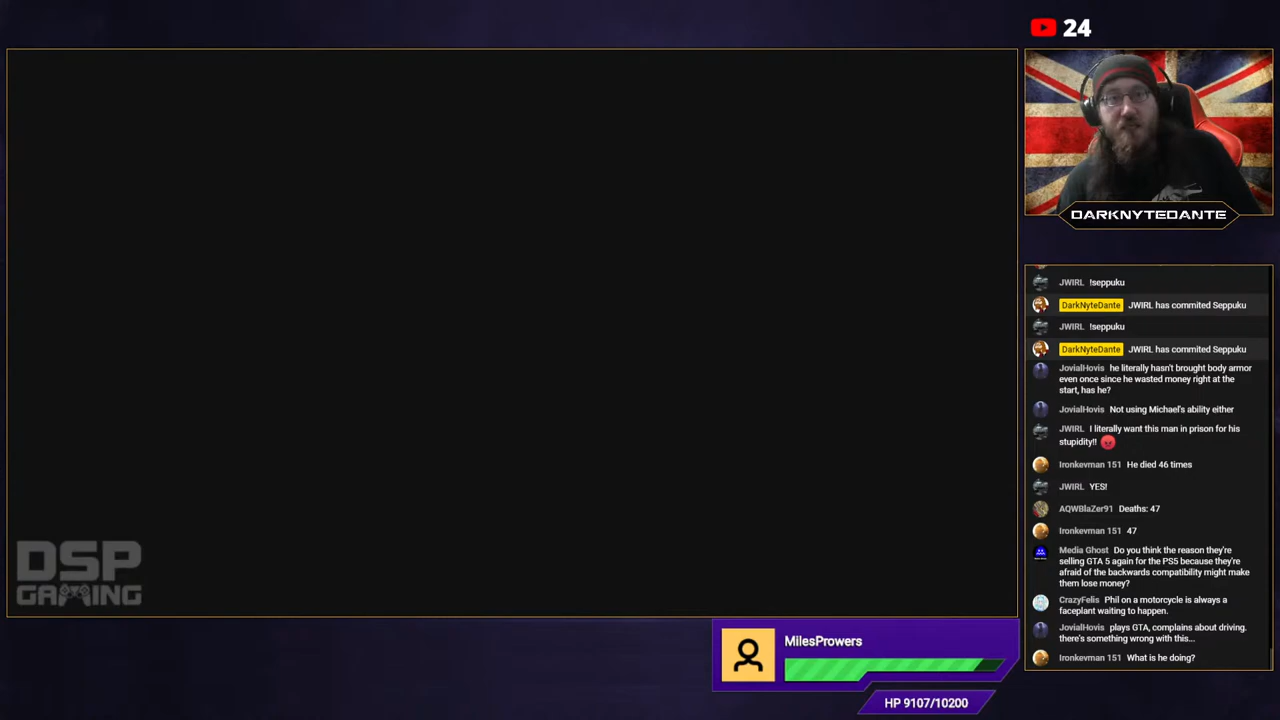 24
DARKNYTEDANTE
JWIRL !seppuku
DarkNyteDante JWIRL has commited Seppuku
JWIRL !seppuku
DarkNyteDante JWIRL has commited Seppuku
JovialHovis he literally hasn't brought body armor
even once since he wasted money right at the
start, has he?
JovialHovis Not using Michael's ability either
JWIRL I literally want this man in prison for his
stupidity!!
Ironkevman 151 He died 46 times
JWIRL YES!
AQWBlaZer91 Deaths: 47
Ironkevman 151 47
Media Ghost Do you think the reason they're
selling GTA 5 again for the PS5 because they're
afraid of the backwards compatibility might make
them lose money?
CrazyFelis Phil on a motorcycle is always a
faceplant waiting to happen.
JovialHovis plays GTA, complains about driving.
there's something wrong with this...
Ironkevman 151 What is he doing?
DSP
GAMING
MilesProwers
HP 9107/10200